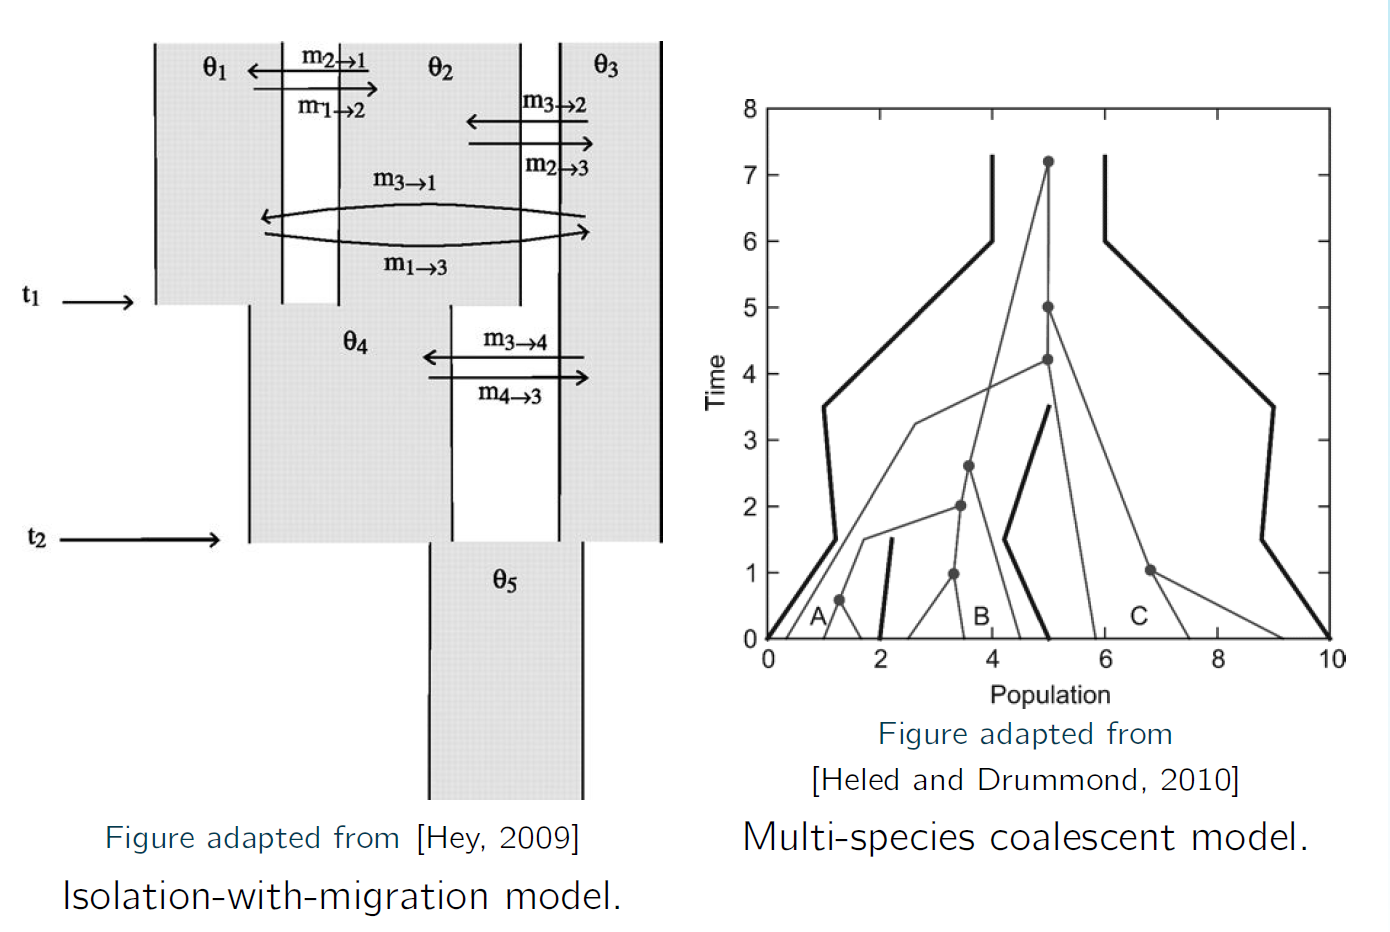 θ1
m2→1
θ2
θ3
m1→2
m3→2
m2→3
m3→1
m1→3
t1
θ4
m3→4
m4→3
t2
θ5
Figure adapted from [Hey, 2009]
Isolation-with-migration model.
8
7
6
5
4
3
2
1
0
Time
A
B
C
0 2 4 6 8 10
Population
Figure adapted from
[Heled and Drummond, 2010]
Multi-species coalescent model.